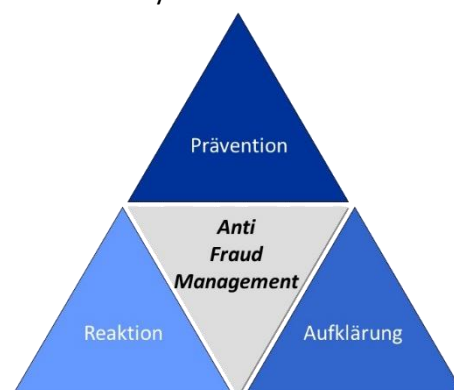 Prävention
Anti
Fraud
Management
Reaktion
Aufklärung